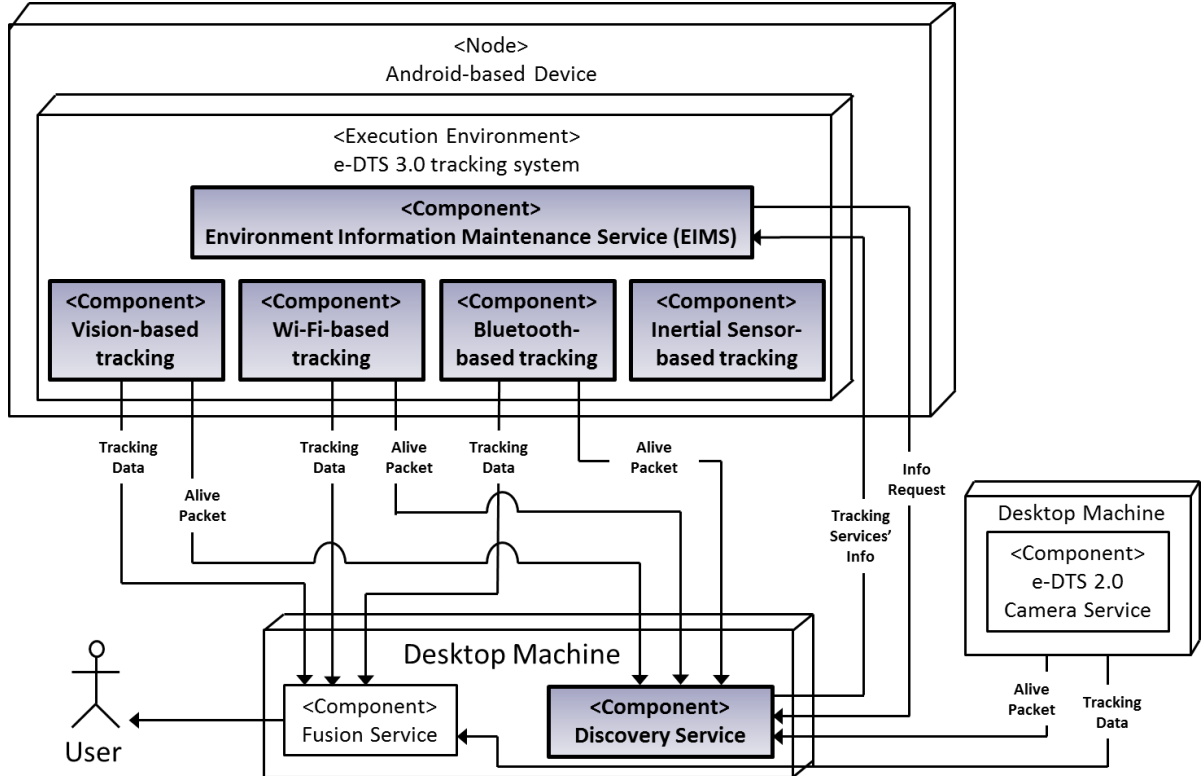 <Node>
Android-based Device
<Execution Environment>
e-DTS 3.0 tracking system
<Component>
Environment Information Maintenance Service (EIMS)
<Component>
Vision-based
tracking
<Component>
Wi-Fi-based
tracking
<Component>
Bluetooth-
based tracking
<Component>
Inertial Sensor-
based tracking
Tracking
Data
Alive
Packet
Tracking
Data
Alive
Packet
Tracking
Data
Alive
Packet
Tracking
Services’
Info
Info
Request
Desktop Machine
<Component>
e-DTS 2.0
Camera Service
Alive
Packet
Tracking
Data
Desktop Machine
<Component>
Fusion Service
<Component>
Discovery Service
User